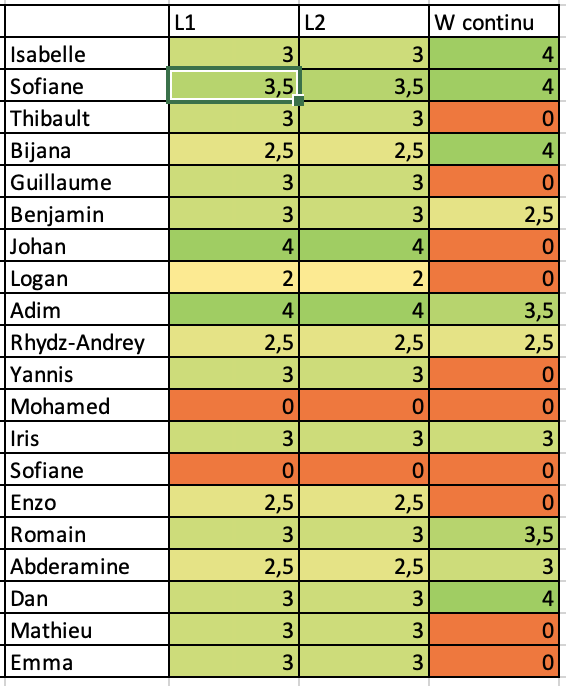 L1 L2 W continu
Isabelle 3 3 4
Sofiane 3,5 3,5 4
Thibault 3 3 0
Bijana 2,5 2,5 4
Guillaume 3 3 0
Benjamin 3 3 2,5
Johan 4 4 0
Logan 2 2 0
Adim 4 4 3,5
Rhydz-Andrey 2,5 2,5 2,5
Yannis 3 3 0
Mohamed 0 0 0
Iris 3 3 3
Sofiane 0 0 0
Enzo 2,5 2,5 0
Romain 3 3 3,5
Abderamine 2,5 2,5 3
Dan 3 3 4
Mathieu 3 3 0
Emma 3 3 0